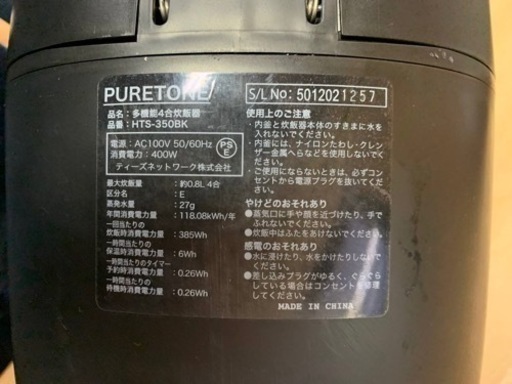 PURETONE
品名：多機能4合炊飯器
品番：HTS-350BK
電源：AC100V 50/60Hz
消費電力：400W
PS
E
ティーズネットワーク株式会社
最大炊飯量 ：約0.8L 4合
区分名 ：E
蒸発水量 ：27g
年間消費電力量 ：118.08kWh/年
一回当たりの
炊飯時消費電力量 ：385Wh
一時間当たりの
保温時消費電力量 ：6Wh
一時間当たりのタイマー
予約時消費電力量 ：0.26Wh
一時間当たりの
待機時消費電力量 ：0.26Wh
S/L No: 5012021257
使用上のご注意
・内釜と炊飯器本体のすきまに水を
入れないでください。
・内釜には、ナイロンたわし・クレン
ザー金属へらなどを使用しないで
ください。
●ご使用にならないときは、必ずコン
セントから電源プラグを抜いてくだ
さい。
やけどのおそれあり
●蒸気口に手や顔を近づけたり、手で
ふれないでください。
●炊飯中はふたをあけないでください。
感電のおそれあり
●水に浸けたり、水をかけたりしない
でください。
●差し込みプラグがゆるく、ぐらぐら
している場合はコンセントを修理
してください。
MADE IN CHINA